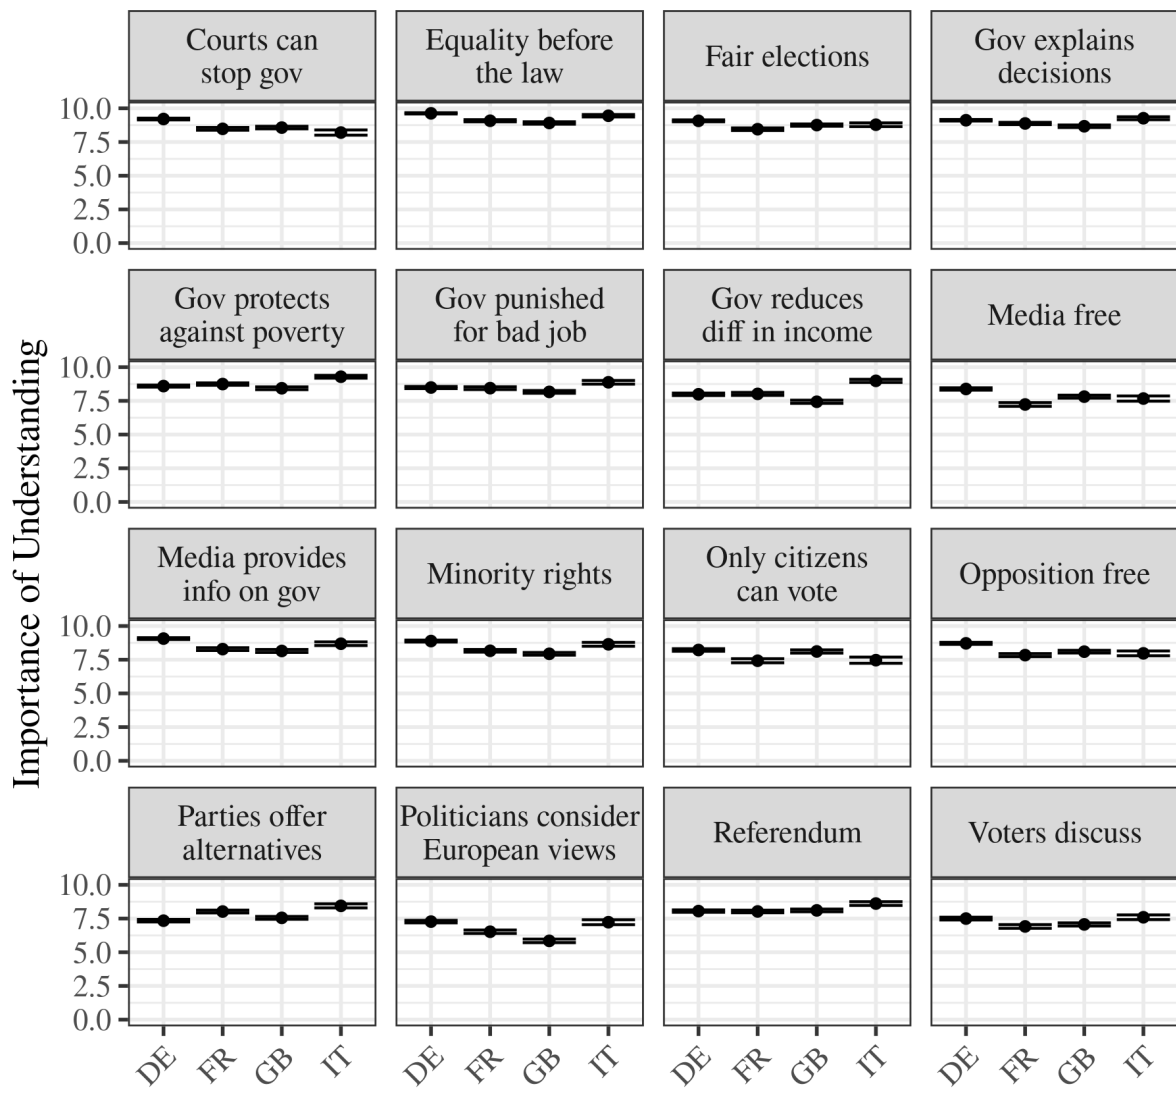 Courts can
stop gov
Equality before
the law
Fair elections
Gov explains
decisions
10.0
7.5
5.0
2.5
0.0
Gov protects
against poverty
Gov punished
for bad job
Gov reduces
diff in income
Media free
10.0
7.5
5.0
2.5
0.0
Importance of Understanding
Media provides
info on gov
Minority rights
Only citizens
can vote
Opposition free
10.0
7.5
5.0
2.5
0.0
Parties offer
alternatives
Politicians consider
European views
Referendum
Voters discuss
10.0
7.5
5.0
2.5
0.0
DE FR GB IT
DE FR GB IT
DE FR GB IT
DE FR GB IT